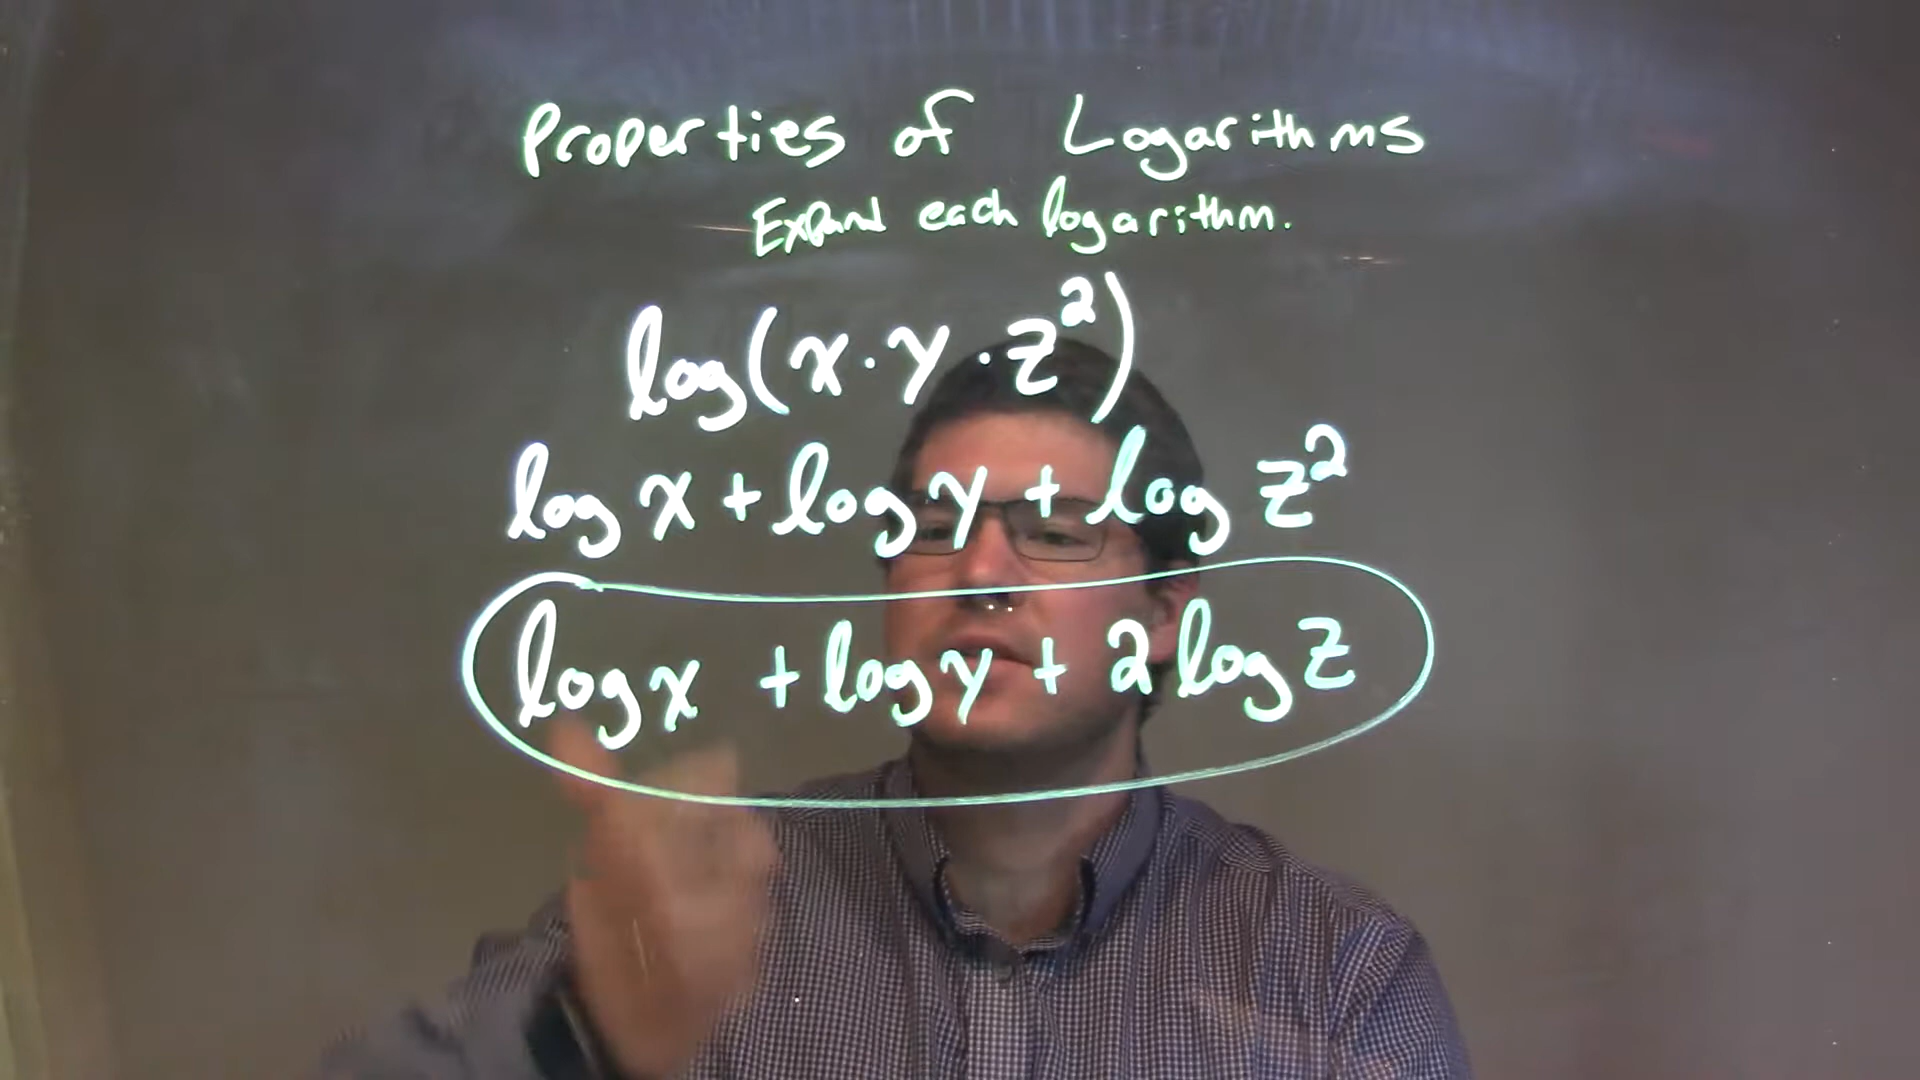 Properties of Logarithms
Expand each logarithm.
log(x·y·z²)
log x + log y + log z²
log x + log y + 2 log z